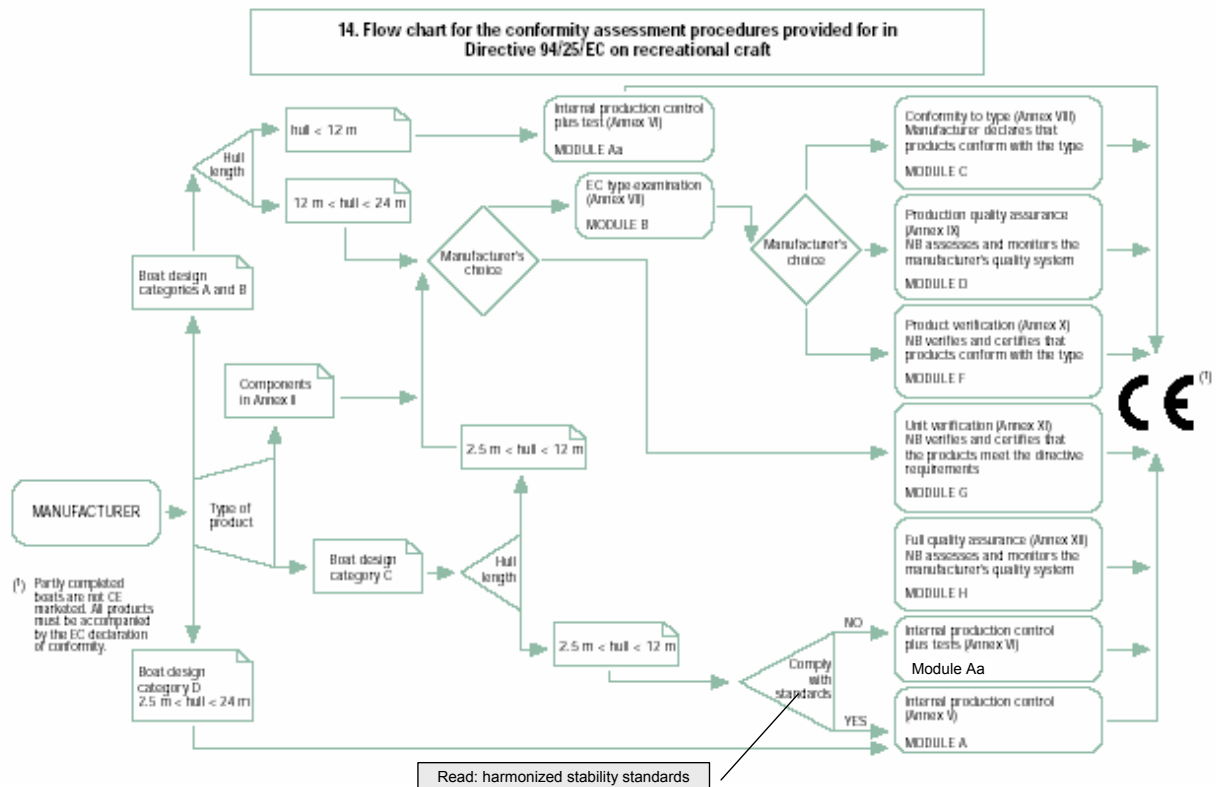 14. Flow chart for the conformity assessment procedures provided for in
Directive 94/25/EC on recreational craft
hull < 12 m
Hull
length
12 m < hull < 24 m
Boat design
categories A and B
Internal production control
plus test (Annex VI)
MODULE Aa
EC type examination
(Annex VII)
MODULE B
Manufacturer's
choice
Manufacturer's
choice
Conformity to type (Annex VIII)
Manufacturer declares that
products conform with the type
MODULE C
Production quality assurance
(Annex IX)
NB assesses and monitors the
manufacturer's quality system
MODULE D
Product verification (Annex X)
NB verifies and certifies that
products conform with the type
MODULE F
CE (1)
Components
in Annex II
2.5 m < hull < 12 m
Unit verification (Annex XI)
NB verifies and certifies that
the products meet the directive
requirements
MODULE G
MANUFACTURER
Type of
product
Boat design
category C
Hull
length
Full quality assurance (Annex XII)
NB assesses and monitors the
manufacturer's quality system
MODULE H
(1) Partly completed
boats are not CE
marketed. All products
must be accompanied
by the EC declaration
of conformity.
Boat design
category D
2.5 m < hull < 24 m
2.5 m < hull < 12 m
Comply
with
standards
NO
YES
Internal production control
plus tests (Annex VI)
Module Aa
Internal production control
(Annex V)
MODULE A
Read: harmonized stability standards